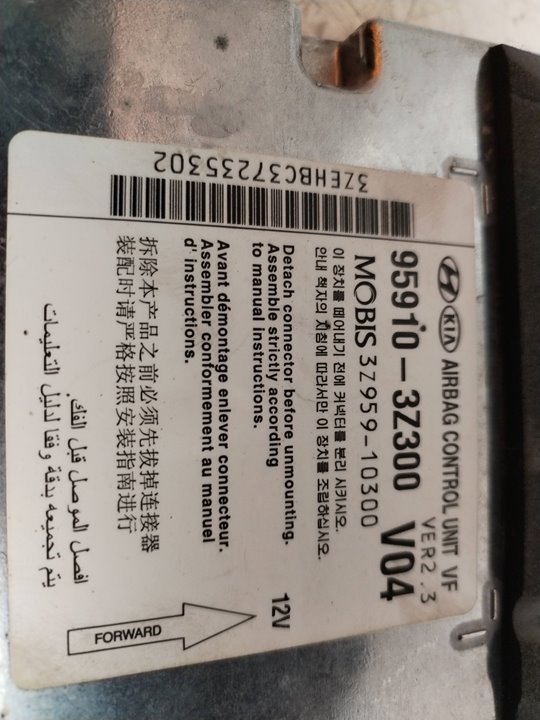 KIA AIRBAG CONTROL UNIT VF
VER2.3
95910-3Z300 V04
MOBIS 3Z959-10300
이 장치를 떼어내기 전에 커넥터를 분리 시키시오.
안내 책자의 지침에 따라서만 이 장치를 조립하십시오.
Detach connector before unmounting.
Assemble strictly according
to manual instructions.
12V
Avant démontage enlever connecteur.
Assembler conformement au manuel
d' instructions.
拆除本产品之前必须先拔掉连接器
装配时请严格按照安装指南进行
افصل الموصل قبل الفك.
يتم تجميعه بدقة وفقا لدليل التعليمات
FORWARD
3ZEHBC37235302